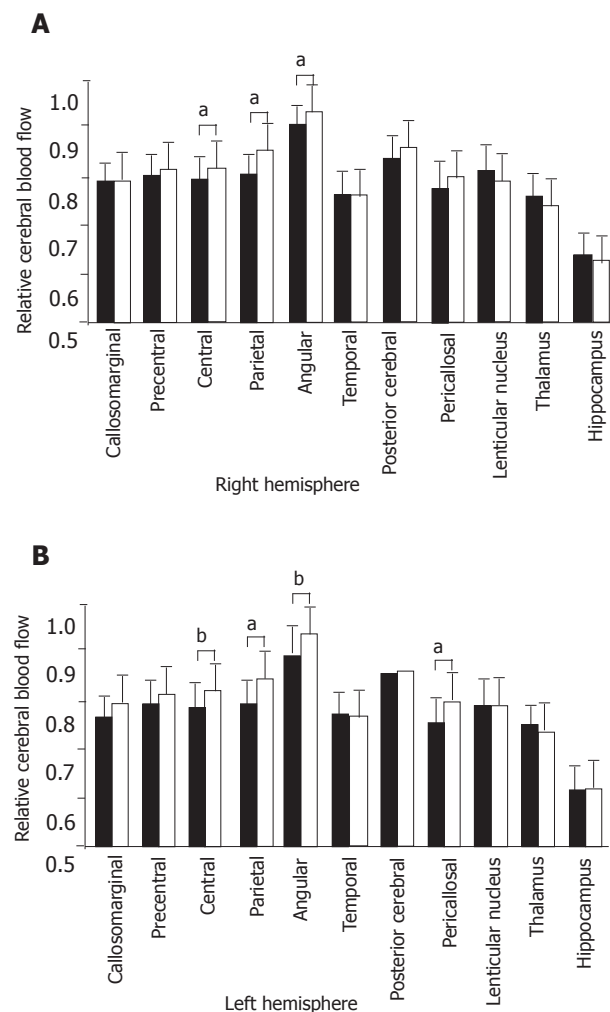 A
Relative cerebral blood flow
1.0
0.9
0.8
0.7
0.6
0.5
a
a
a
Callosomarginal
Precentral
Central
Parietal
Angular
Temporal
Posterior cerebral
Pericallosal
Lenticular nucleus
Thalamus
Hippocampus
Right hemisphere
B
Relative cerebral blood flow
1.0
0.9
0.8
0.7
0.6
0.5
b
a
b
a
Callosomarginal
Precentral
Central
Parietal
Angular
Temporal
Posterior cerebral
Pericallosal
Lenticular nucleus
Thalamus
Hippocampus
Left hemisphere